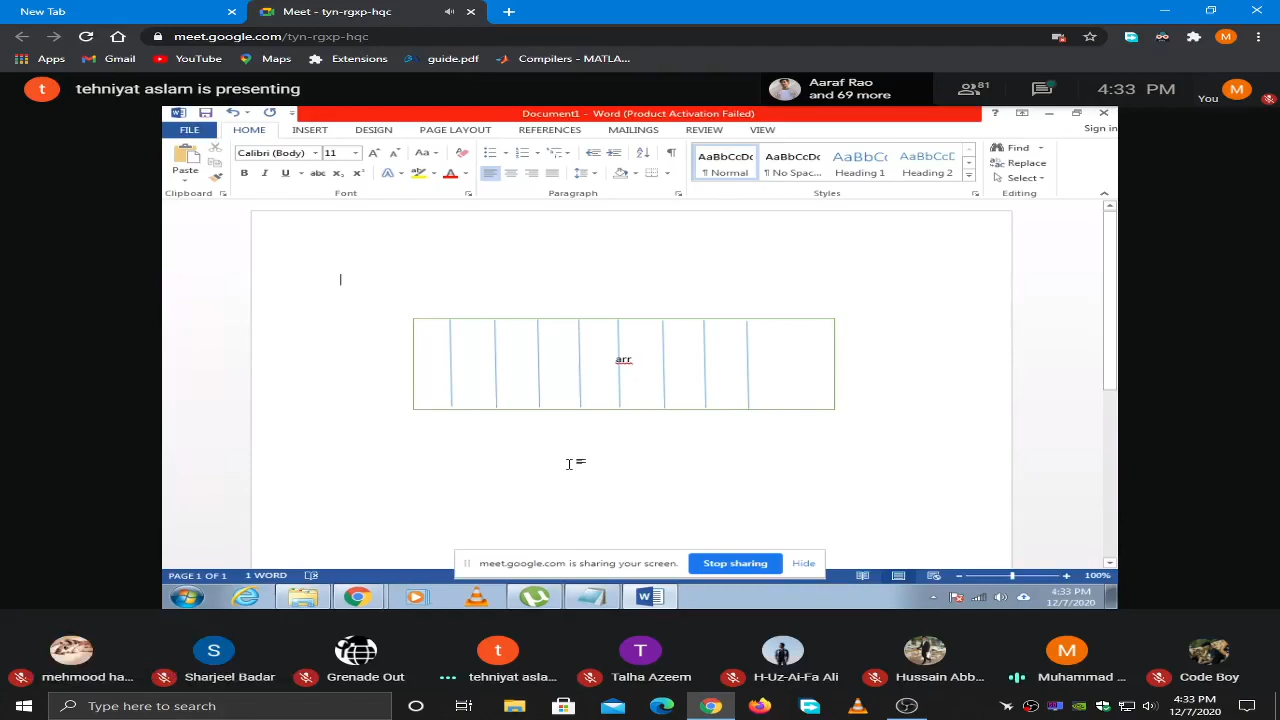 New Tab
Meet - tyn-rgxp-hqc
meet.google.com/tyn-rgxp-hqc
Apps Gmail YouTube Maps Extensions guide.pdf Compilers - MATLA...
t tehniyat aslam is presenting
Aaraf Rao
and 69 more
81
4:33 PM
You M
Document1 - Word (Product Activation Failed)
FILE HOME INSERT DESIGN PAGE LAYOUT REFERENCES MAILINGS REVIEW VIEW Sign in
Paste
Calibri (Body) 11
Clipboard Font Paragraph Styles Editing
AaBbCcDc AaBbCcDc AaBbCc AaBbCcD
¶ Normal ¶ No Spac... Heading 1 Heading 2
Find
Replace
Select
arr
meet.google.com is sharing your screen. Stop sharing Hide
PAGE 1 OF 1 1 WORD 100%
4:33 PM
12/7/2020
S t T M
mehmood ha... Sharjeel Badar Grenade Out tehniyat asla... Talha Azeem H-Uz-Ai-Fa Ali Hussain Abb... Muhammad ... Code Boy
Type here to search
4:33 PM
12/7/2020